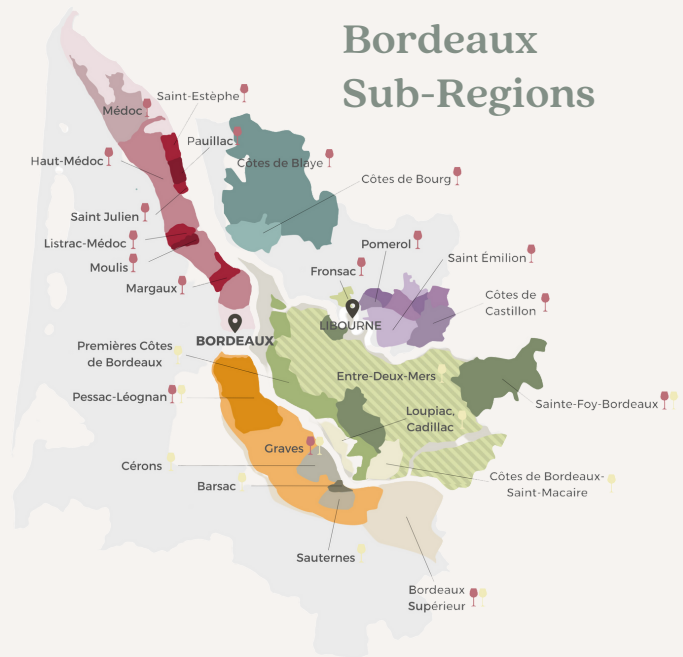 Bordeaux
Sub-Regions
Saint-Estèphe
Médoc
Pauillac
Haut-Médoc
Côtes de Blaye
Côtes de Bourg
Saint Julien
Listrac-Médoc
Pomerol
Saint Émilion
Moulis
Fronsac
Margaux
Côtes de
Castillon
LIBOURNE
BORDEAUX
Premières Côtes
de Bordeaux
Entre-Deux-Mers
Pessac-Léognan
Sainte-Foy-Bordeaux
Loupiac,
Cadillac
Graves
Cérons
Côtes de Bordeaux-
Saint-Macaire
Barsac
Sauternes
Bordeaux
Supérieur